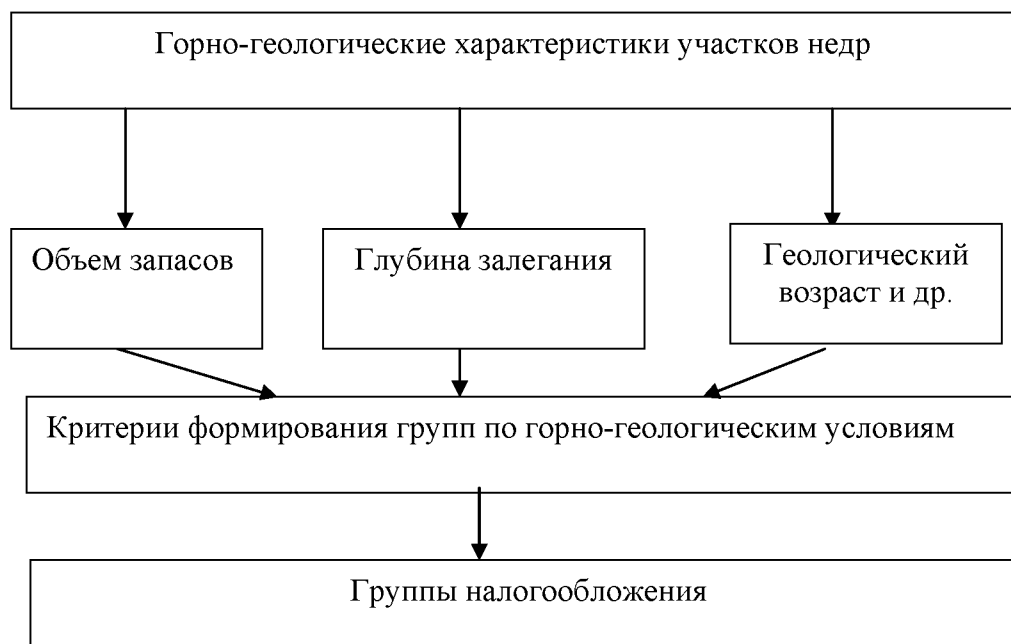 Горно-геологические характеристики участков недр
Объем запасов
Глубина залегания
Геологический
возраст и др.
Критерии формирования групп по горно-геологическим условиям
Группы налогообложения